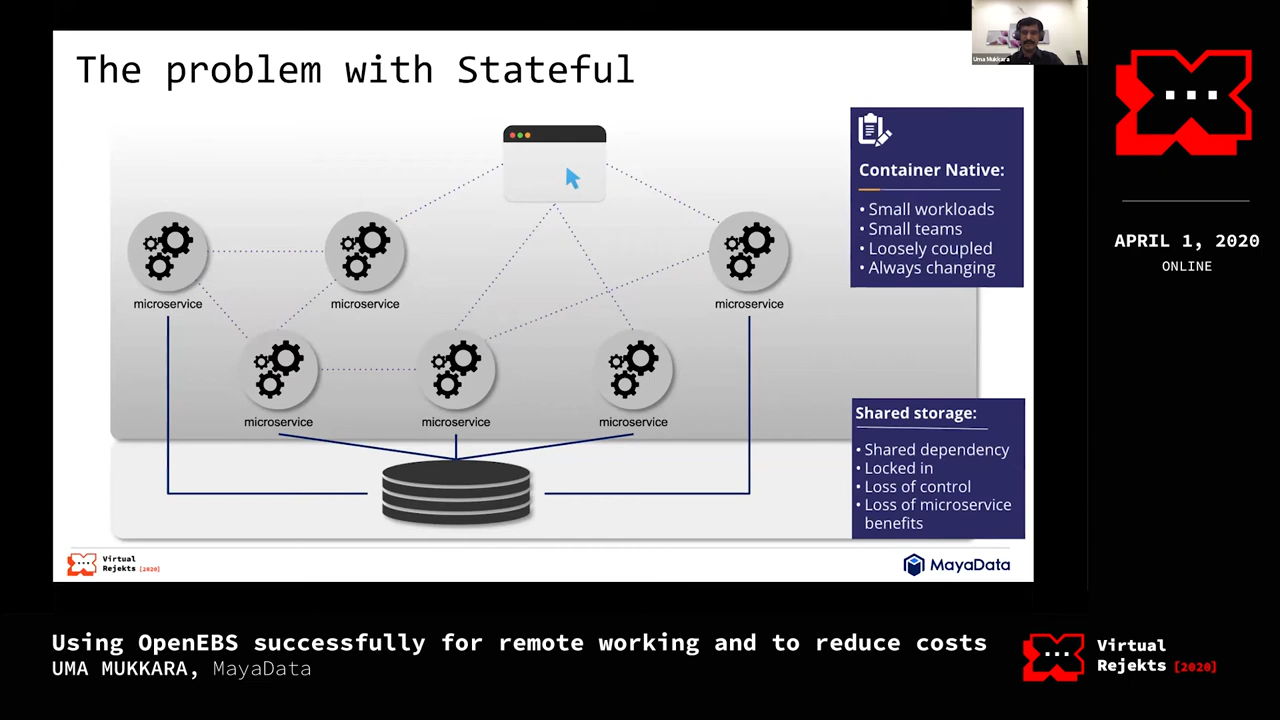 The problem with Stateful
Uma Mukkara
Container Native:
• Small workloads
• Small teams
• Loosely coupled
• Always changing
microservice
microservice
microservice
microservice
microservice
microservice
Shared storage:
• Shared dependency
• Locked in
• Loss of control
• Loss of microservice
benefits
Virtual
Rejekts [2020]
MayaData
APRIL 1, 2020
ONLINE
Using OpenEBS successfully for remote working and to reduce costs
UMA MUKKARA, MayaData
Virtual
Rejekts [2020]